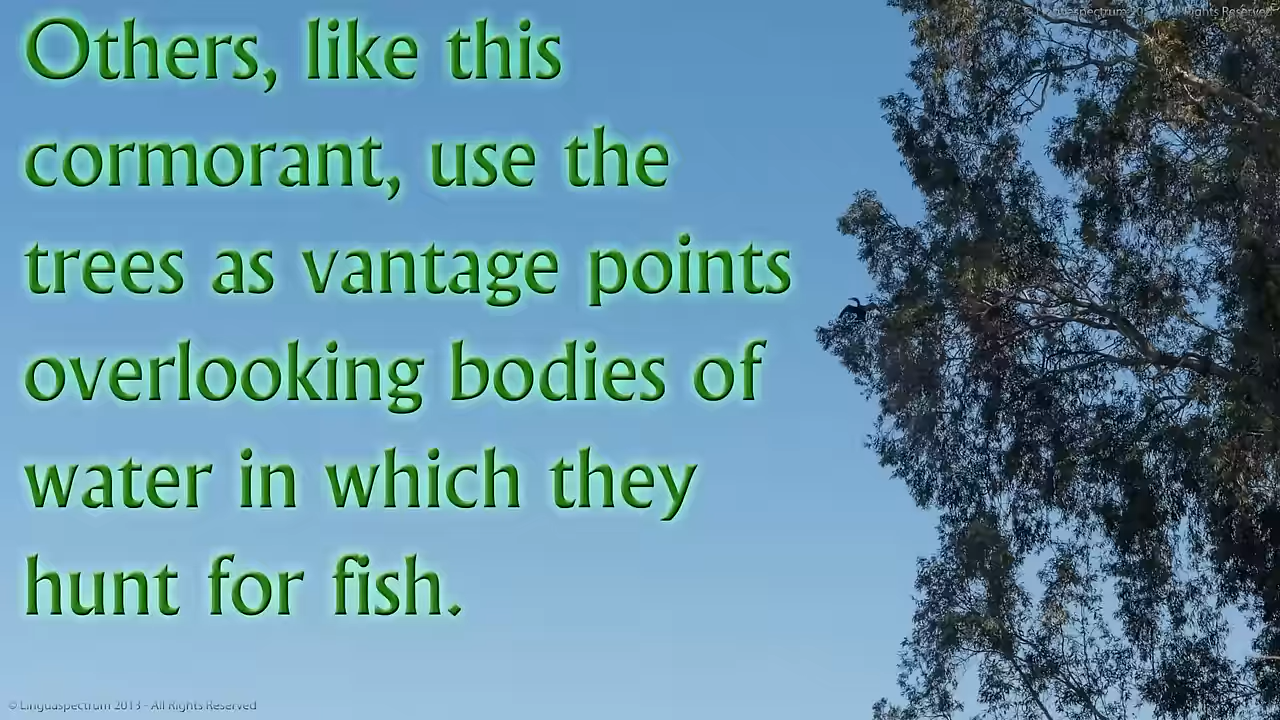 Others, like this
cormorant, use the
trees as vantage points
overlooking bodies of
water in which they
hunt for fish.
© Linguaspectrum 2013 - All Rights Reserved